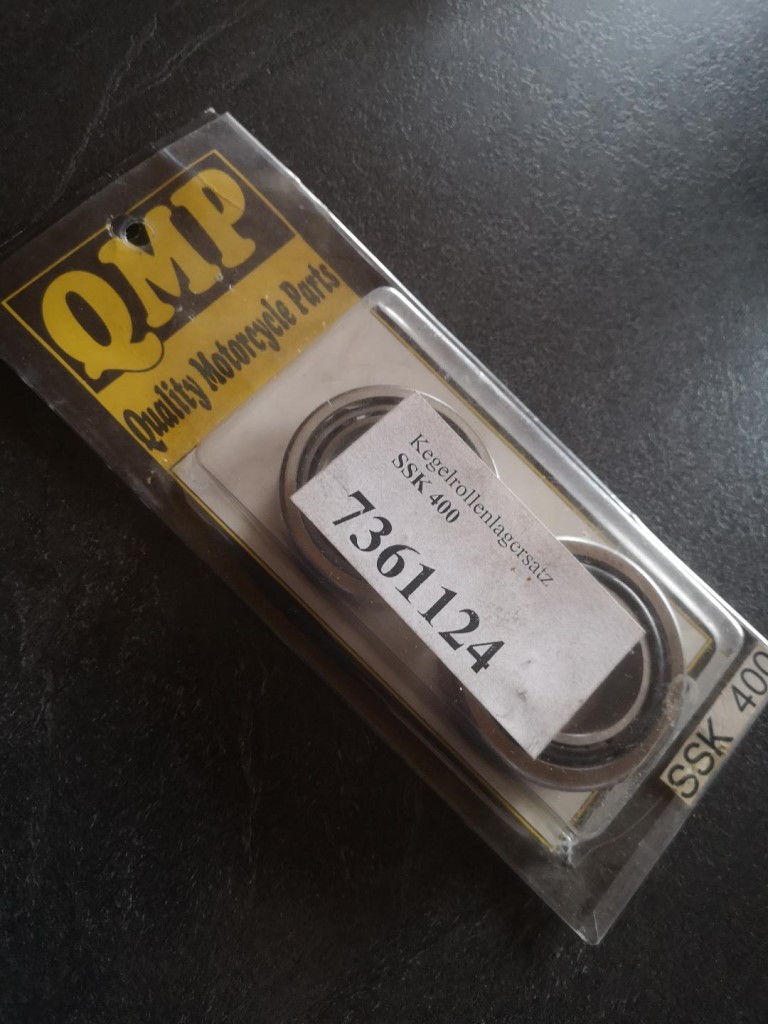 QMP
Quality Motorcycle Parts
Kegelrollenlagersatz
SSK 400
7361124
SSK 400